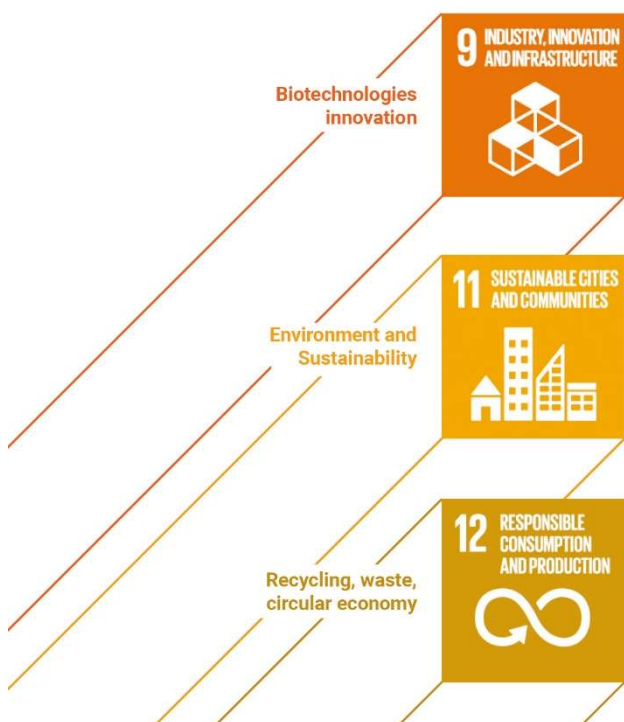 9 INDUSTRY, INNOVATION
AND INFRASTRUCTURE
Biotechnologies
innovation
11 SUSTAINABLE CITIES
AND COMMUNITIES
Environment and
Sustainability
12 RESPONSIBLE
CONSUMPTION
AND PRODUCTION
Recycling, waste,
circular economy